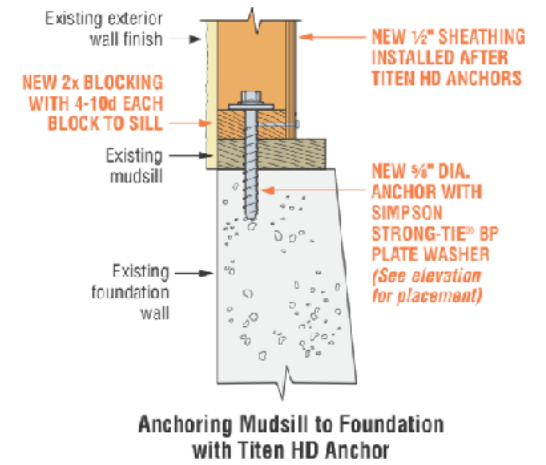 Existing exterior
wall finish
NEW ½" SHEATHING
INSTALLED AFTER
TITEN HD ANCHORS
NEW 2x BLOCKING
WITH 4-10d EACH
BLOCK TO SILL
Existing
mudsill
NEW ⅝" DIA.
ANCHOR WITH
SIMPSON
STRONG-TIE® BP
PLATE WASHER
(See elevation
for placement)
Existing
foundation
wall
Anchoring Mudsill to Foundation
with Titen HD Anchor